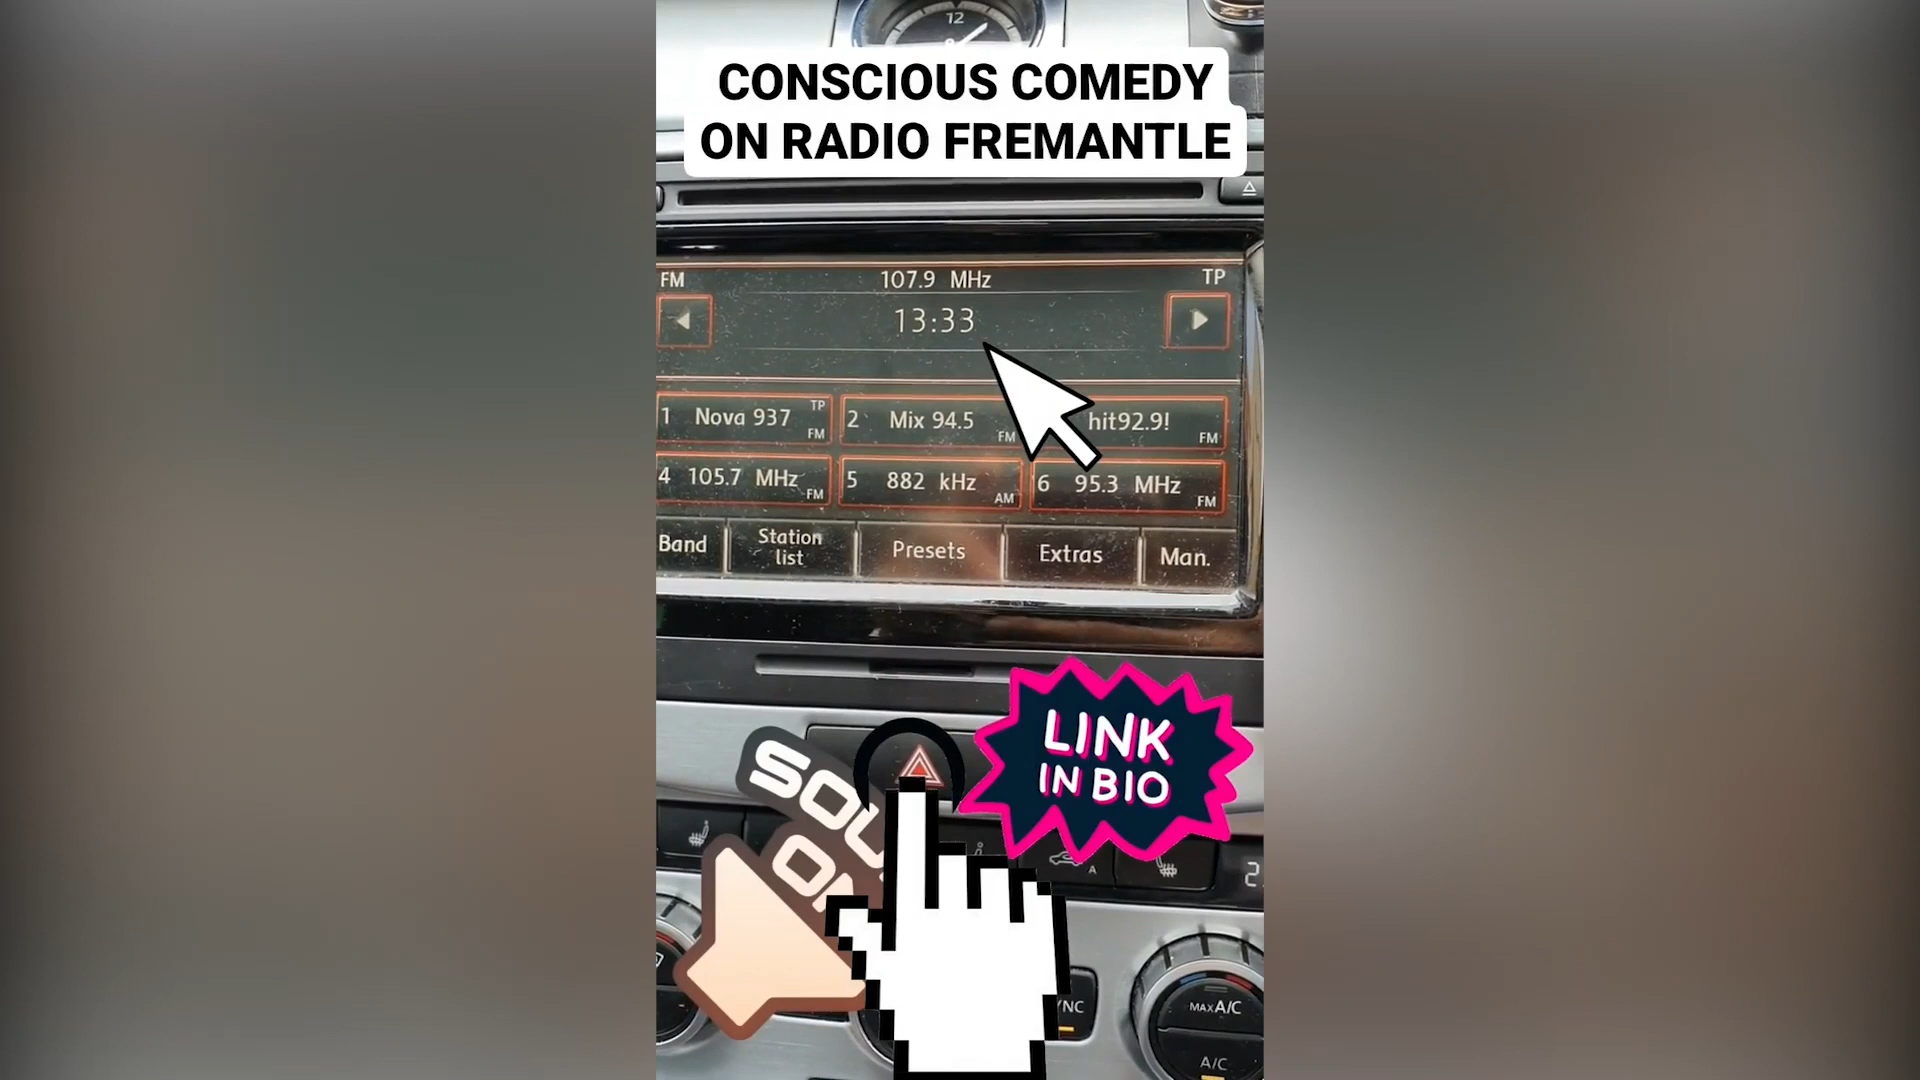 12
CONSCIOUS COMEDY
ON RADIO FREMANTLE
FM 107.9 MHz TP
13:33
1 Nova 937 TP FM
2 Mix 94.5 FM
hit92.9! FM
4 105.7 MHz FM
5 882 kHz AM
6 95.3 MHz FM
Band
Station
list
Presets
Extras
Man.
LINK
IN BIO
ON
A
MAX A/C
A/C